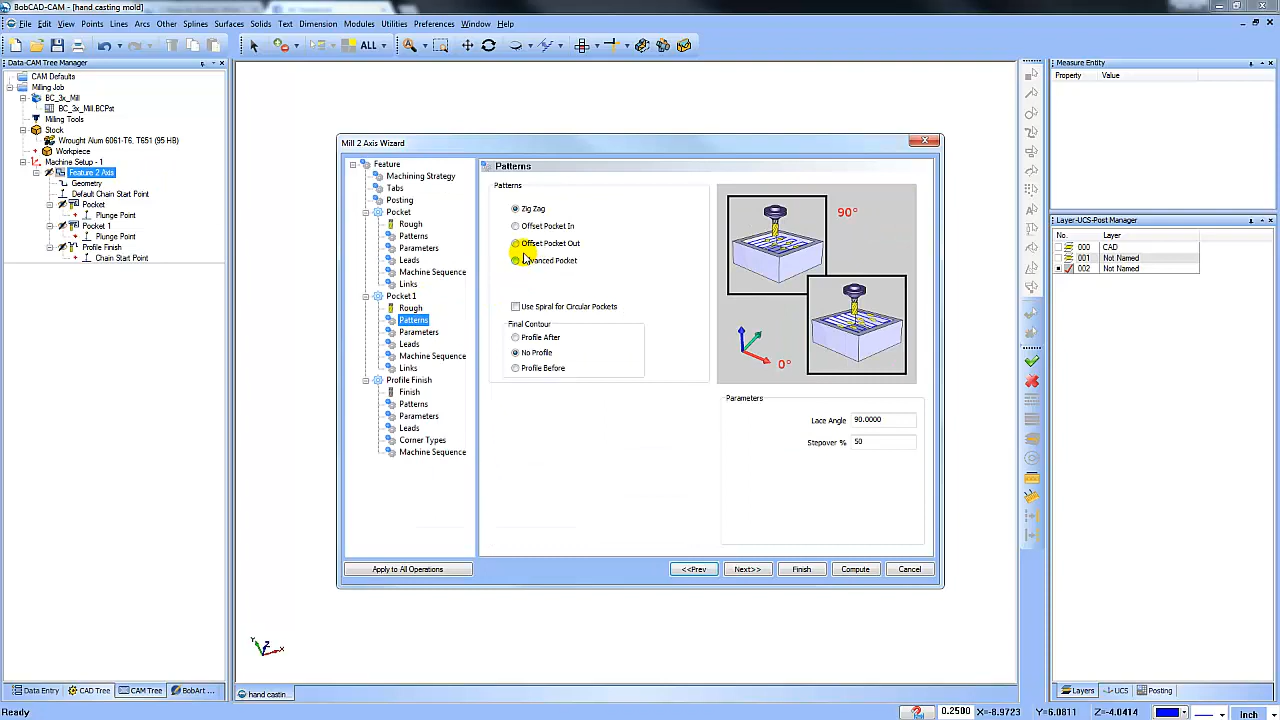 BobCAD-CAM - [hand casting mold]
File Edit View Points Lines Arcs Other Splines Surfaces Solids Text Dimension Modules Utilities Preferences Window Help
ALL
Data-CAM Tree Manager
CAM Defaults
Milling Job
BC_3x_Mill
BC_3x_Mill.BCPst
Milling Tools
Stock
Wrought Alum 6061-T6, T651 (95 HB)
Workpiece
Machine Setup - 1
Feature 2 Axis
Geometry
Default Chain Start Point
Pocket
Plunge Point
Pocket 1
Plunge Point
Profile Finish
Chain Start Point
Data Entry CAD Tree CAM Tree BobArt ...
Mill 2 Axis Wizard
Feature
Machining Strategy
Tabs
Posting
Pocket
Rough
Patterns
Parameters
Leads
Machine Sequence
Links
Pocket1
Rough
Patterns
Parameters
Leads
Machine Sequence
Links
Profile Finish
Finish
Patterns
Parameters
Leads
Corner Types
Machine Sequence
Patterns
Patterns
Zig Zag
Offset Pocket In
Offset Pocket Out
Advanced Pocket
Use Spiral for Circular Pockets
Final Contour
Profile After
No Profile
Profile Before
90°
0°
Parameters
Lace Angle 90.0000
Stepover % 50
Apply to All Operations
<<Prev Next>> Finish Compute Cancel
Y Z X
hand castin...
Measure Entity
Property Value
Layer-UCS-Post Manager
No. Layer
000 CAD
001 Not Named
002 Not Named
Layers UCS Posting
Ready
0.2500 X=-8.9723 Y=6.0811 Z=-4.0414 Inch